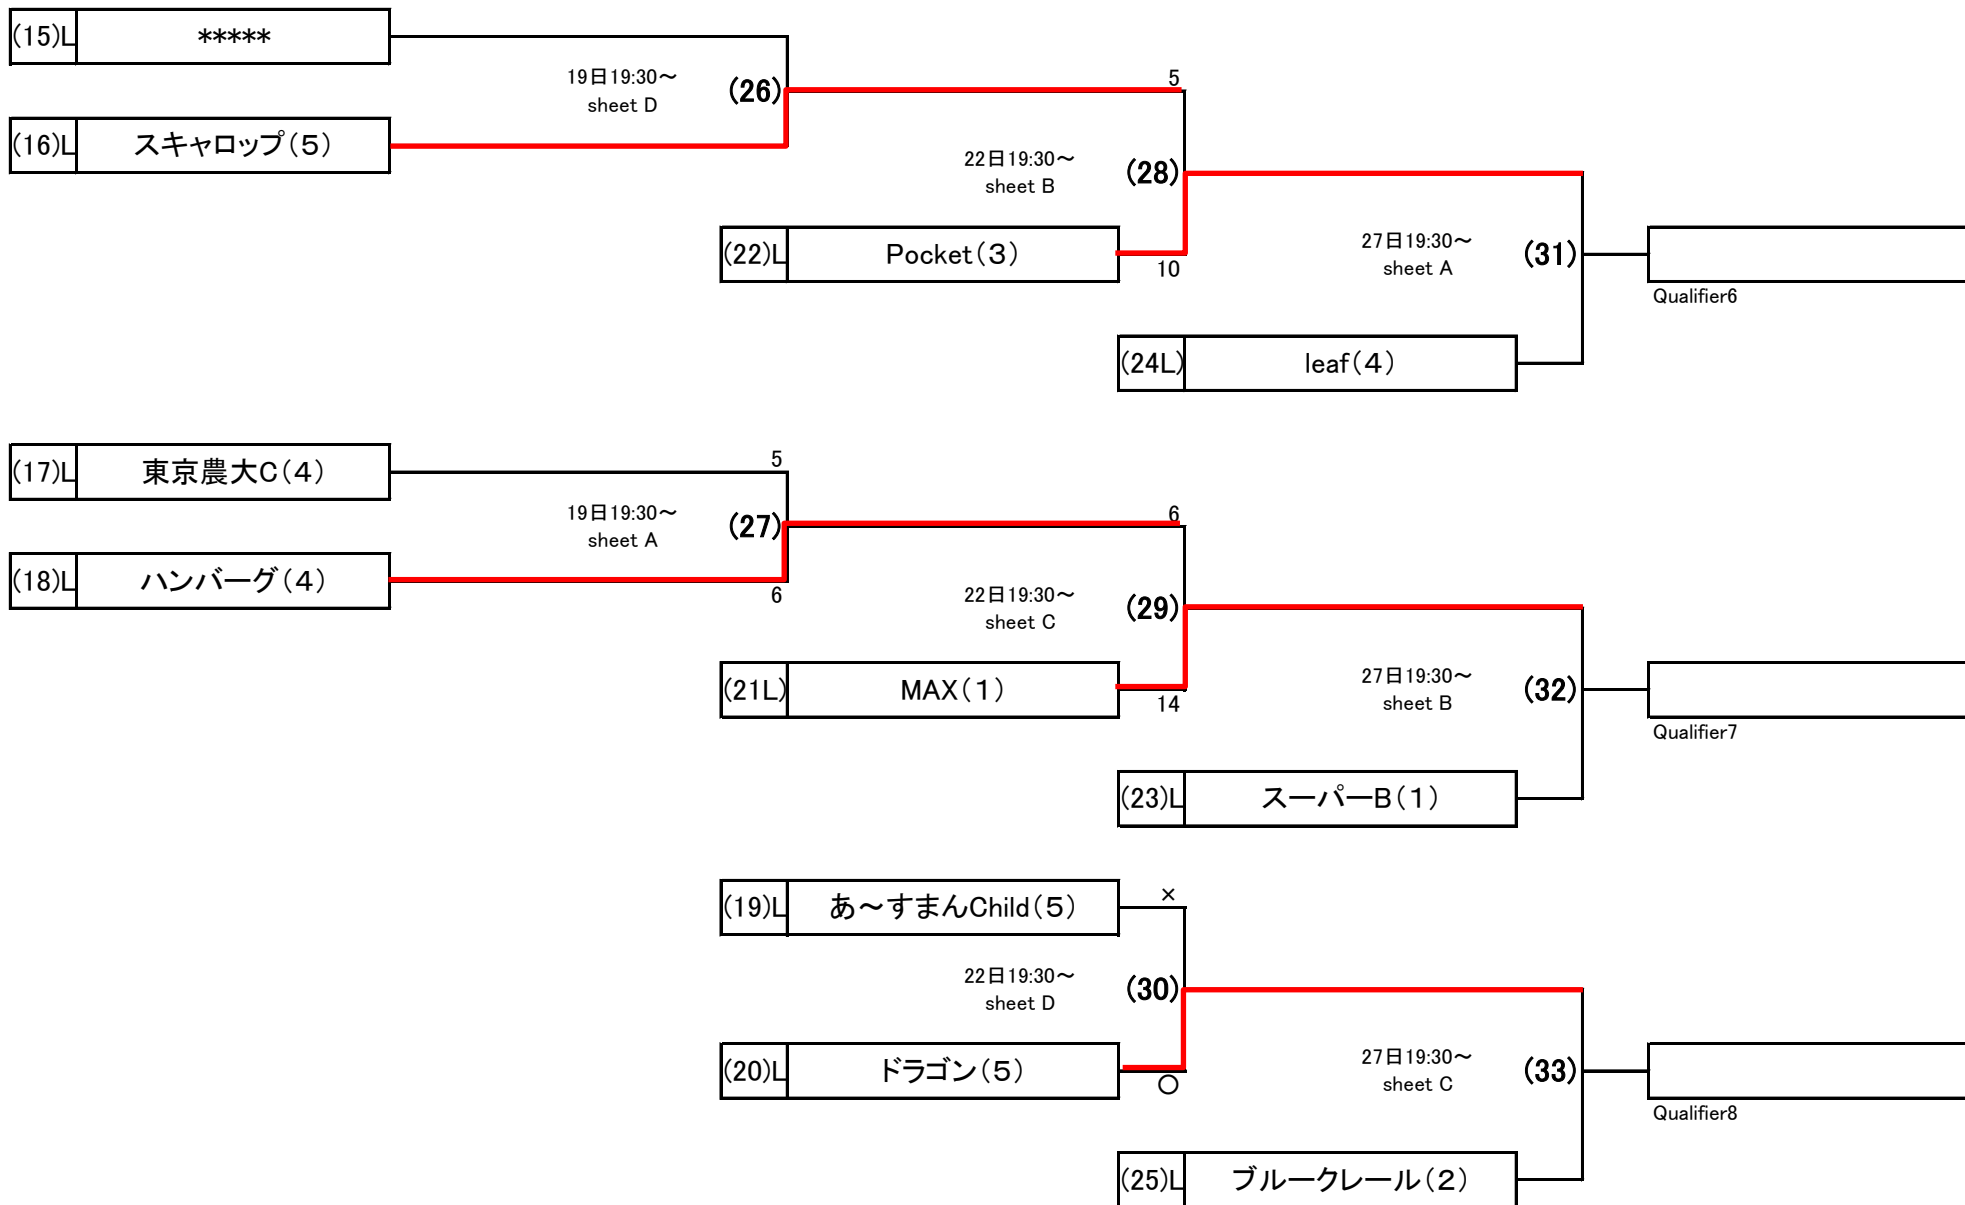 (15)L *****
19日19:30～
sheet D
(26)
5
(16)L スキャロップ(5)
22日19:30～
sheet B
(28)
(22)L Pocket(3)
10
27日19:30～
sheet A
(31)
Qualifier6
(24L) leaf(4)
(17)L 東京農大C(4)
5
19日19:30～
sheet A
(27)
6
(18)L ハンバーグ(4)
6
22日19:30～
sheet C
(29)
(21L) MAX(1)
14
27日19:30～
sheet B
(32)
Qualifier7
(23)L スーパーB(1)
(19)L あ～すまんChild(5)
×
22日19:30～
sheet D
(30)
(20)L ドラゴン(5)
○
27日19:30～
sheet C
(33)
Qualifier8
(25)L ブルークレール(2)